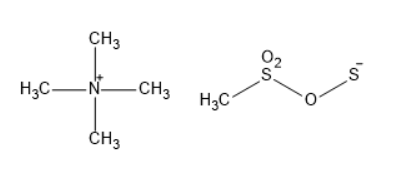 CH₃
O₂
S
S⁻
H₃C N⁺ CH₃
H₃C O
CH₃